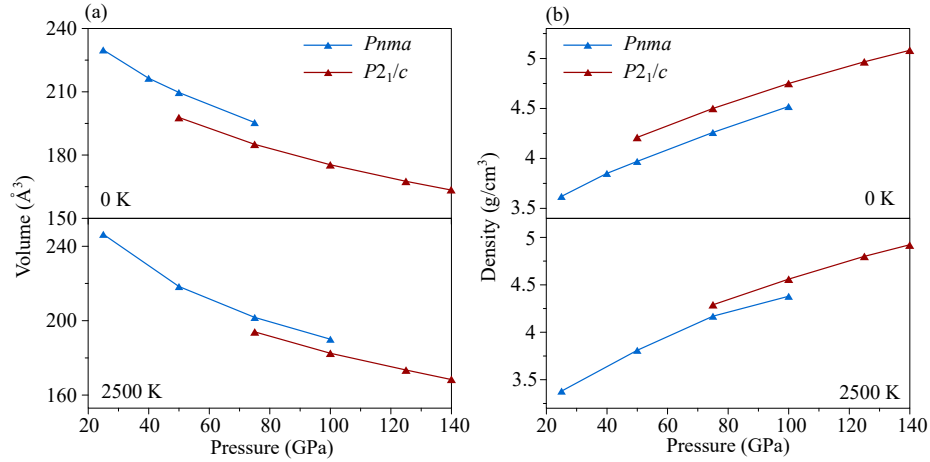 (a)
240
210
180
150
Pnma
P2₁/c
0 K
240
200
160
2500 K
Volume (Å³)
20 40 60 80 100 120 140
Pressure (GPa)
(b)
5
4.5
4
3.5
Pnma
P2₁/c
0 K
5
4.5
4
3.5
2500 K
Density (g/cm³)
20 40 60 80 100 120 140
Pressure (GPa)